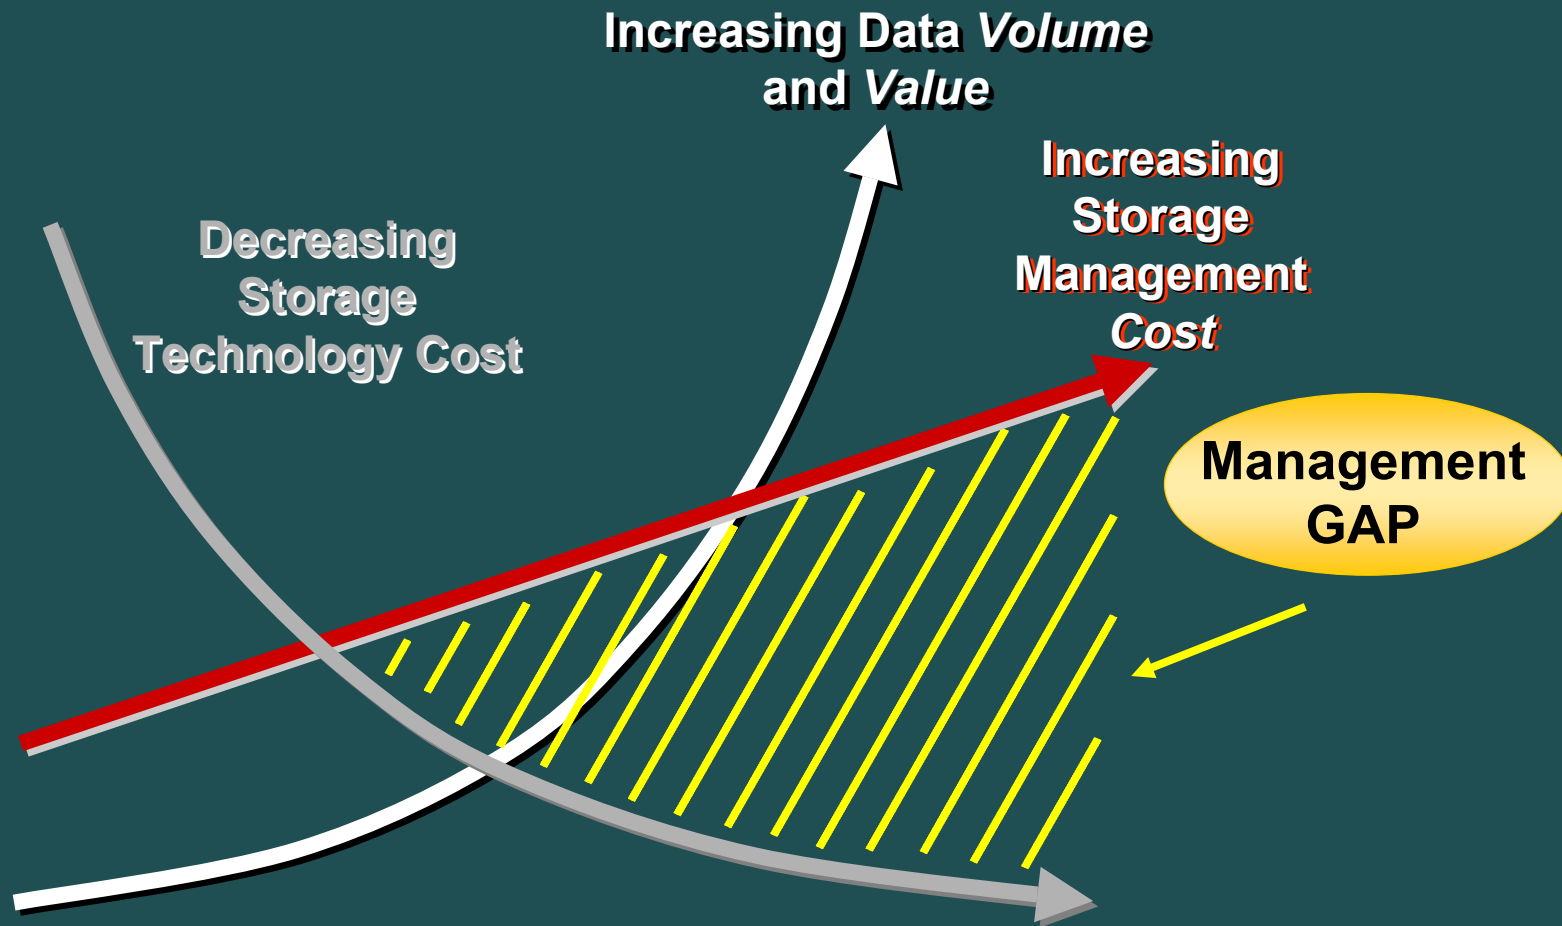 Increasing Data Volume
and Value
Decreasing
Storage
Technology Cost
Increasing
Storage
Management
Cost
Management
GAP